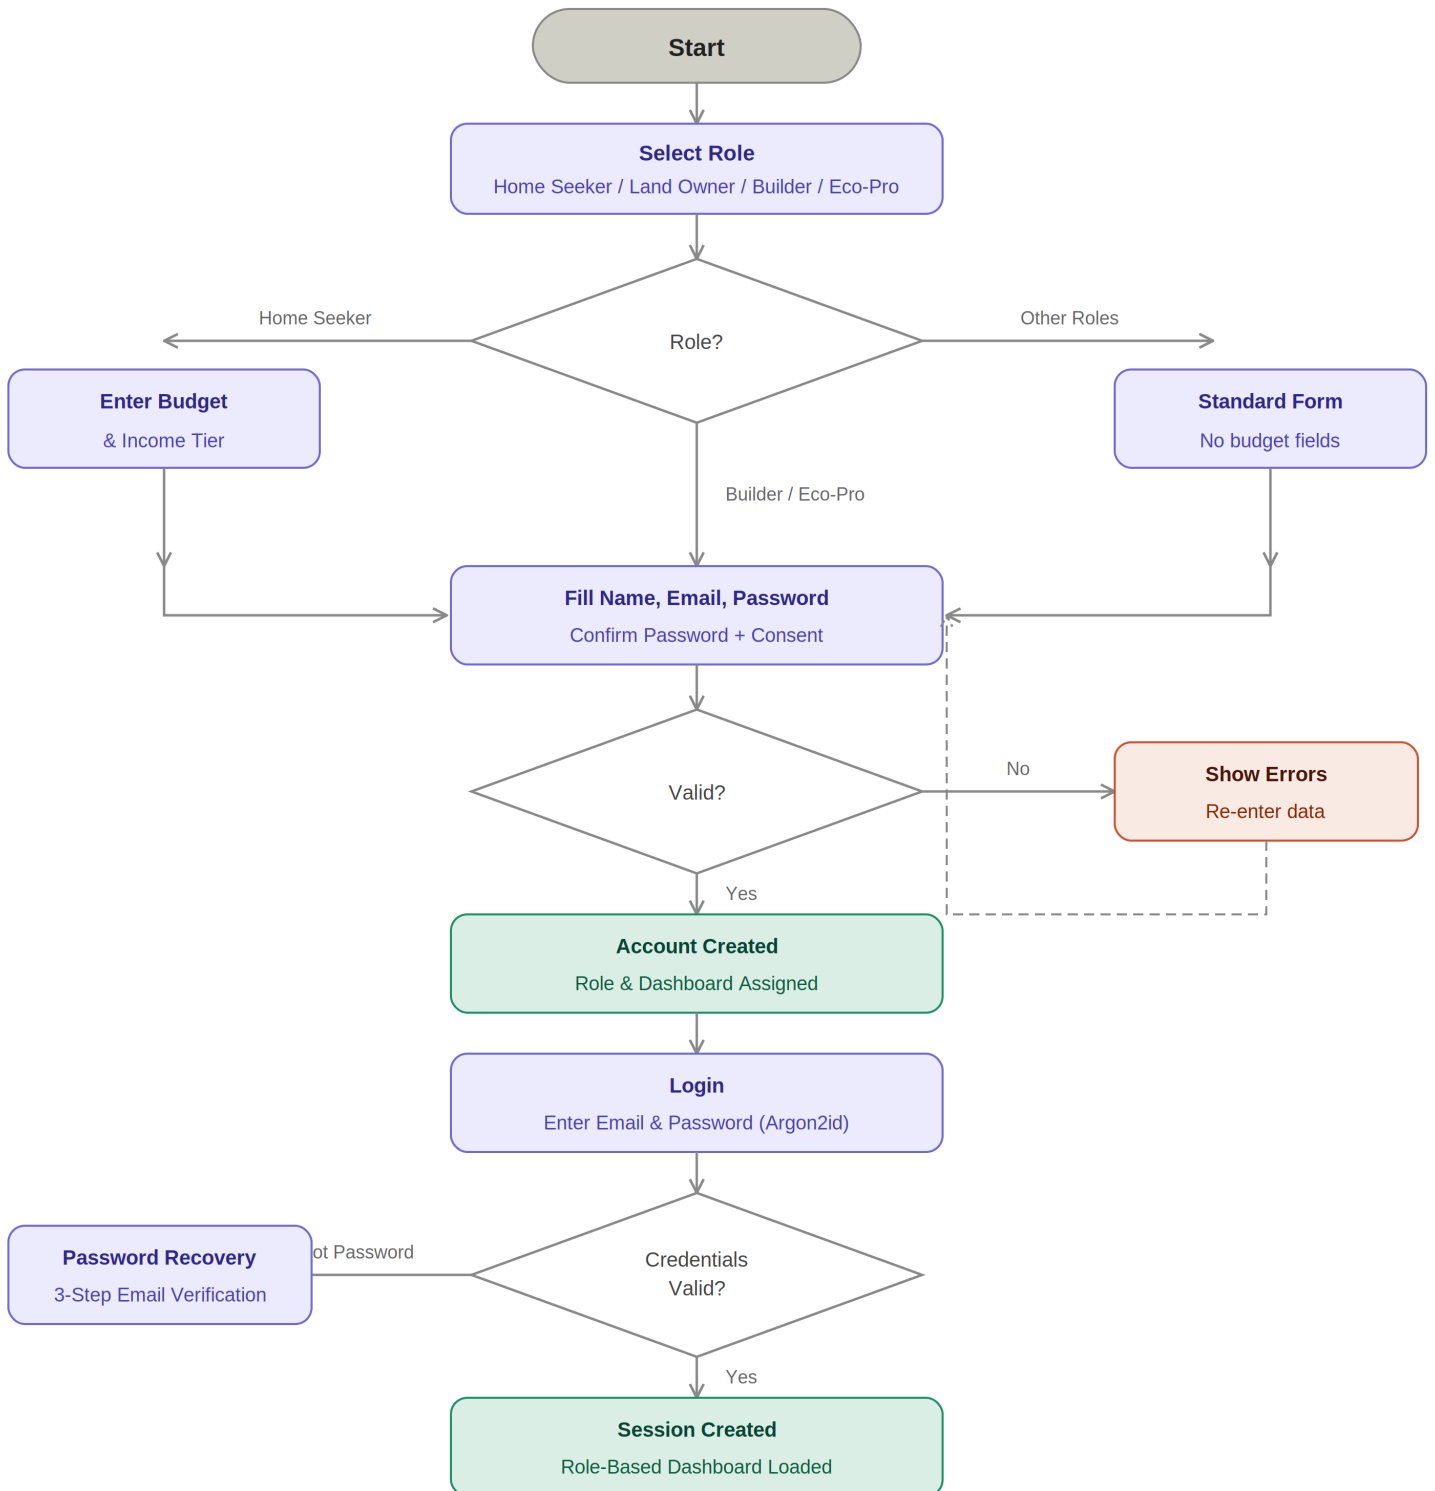 Start
Select Role
Home Seeker / Land Owner / Builder / Eco-Pro
Home Seeker
Role?
Other Roles
Enter Budget
& Income Tier
Standard Form
No budget fields
Builder / Eco-Pro
Fill Name, Email, Password
Confirm Password + Consent
Valid?
No
Show Errors
Re-enter data
Yes
Account Created
Role & Dashboard Assigned
Login
Enter Email & Password (Argon2id)
Password Recovery
3-Step Email Verification
ot Password
Credentials
Valid?
Yes
Session Created
Role-Based Dashboard Loaded